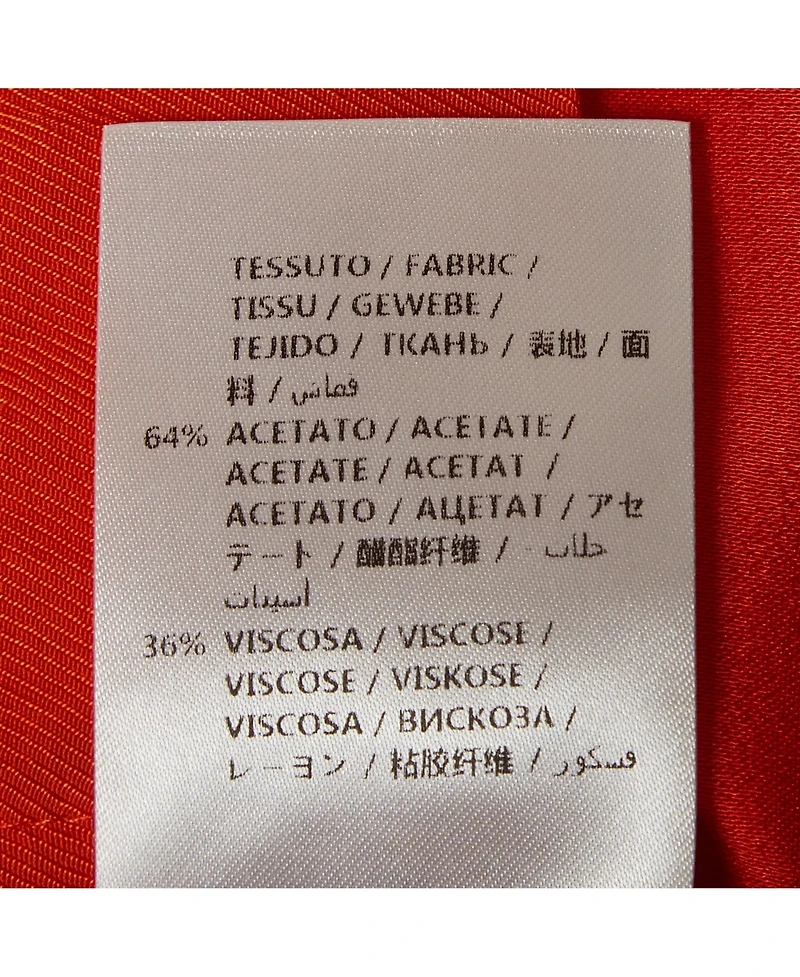 TESSUTO / FABRIC /
TISSU / GEWEBE /
TEJIDO / ТКАНЬ / 表地 / 面
料 / قماش
64% ACETATO / ACETATE /
ACETATE / ACETAT /
ACETATO / АЦЕТАТ / アセ
テート / 醋酯纤维 /
أسيتات
36% VISCOSA / VISCOSE /
VISCOSE / VISKOSE /
VISCOSA / ВИСКОЗА /
レーヨン / 粘胶纤维 / فسكوز